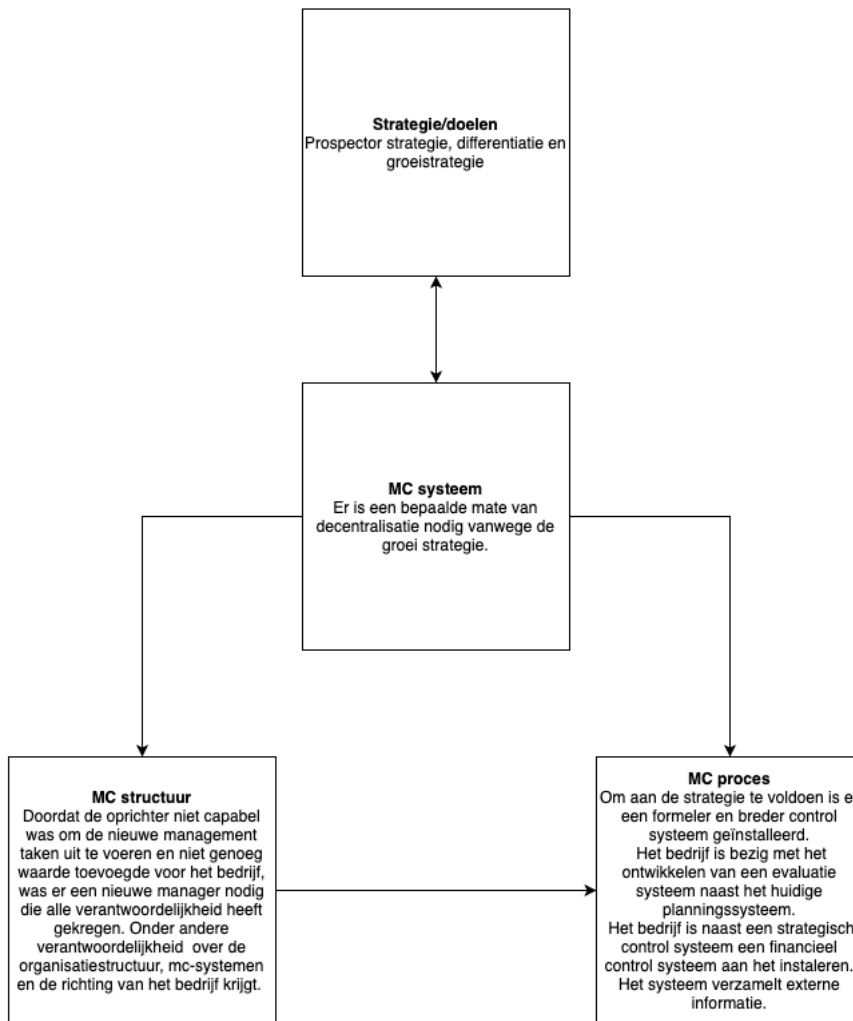 Strategie/doelen
Prospector strategie, differentiatie en
groeistrategie
MC systeem
Er is een bepaalde mate van
decentralisatie nodig vanwege de
groei strategie.
MC structuur
Doordat de oprichter niet capabel
was om de nieuwe management
taken uit te voeren en niet genoeg
waarde toevoegde voor het bedrijf,
was er een nieuwe manager nodig
die alle verantwoordelijkheid heeft
gekregen. Onder andere
verantwoordelijkheid over de
organisatiestructuur, mc-systemen
en de richting van het bedrijf krijgt.
MC proces
Om aan de strategie te voldoen is e
een formeler en breder control
systeem geïnstalleerd.
Het bedrijf is bezig met het
ontwikkelen van een evaluatie
systeem naast het huidige
planningssysteem.
Het bedrijf is naast een strategisch
control systeem een financieel
control systeem aan het instaleren.
Het systeem verzamelt externe
informatie.